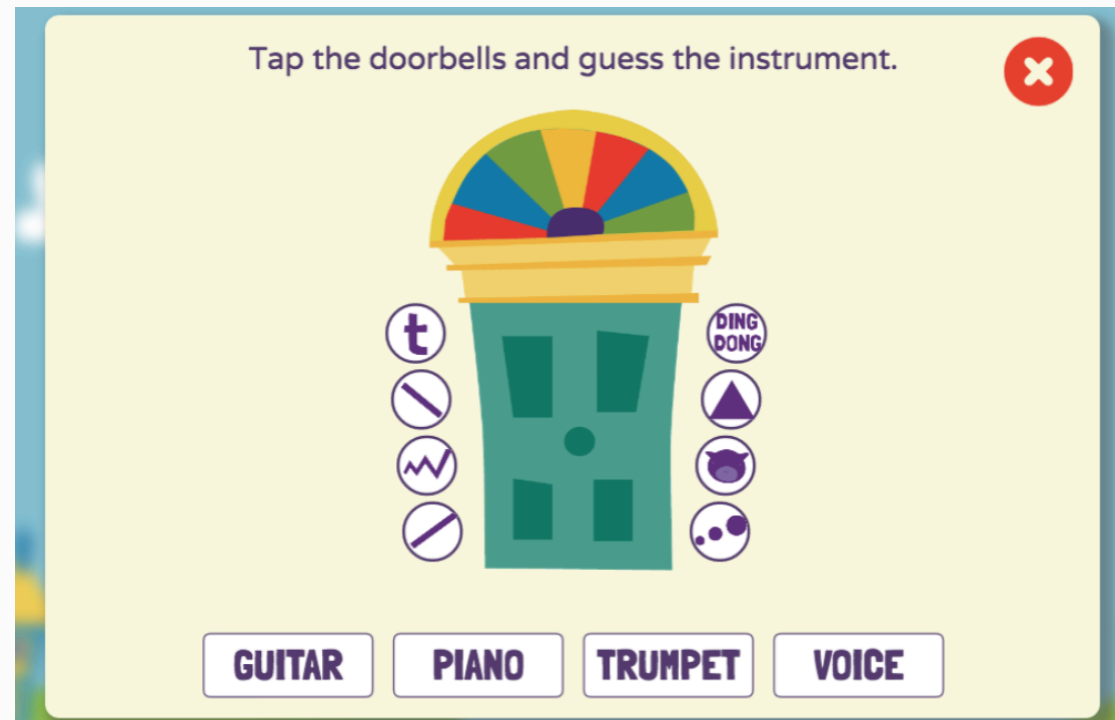 Tap the doorbells and guess the instrument.
t
DING
DONG
GUITAR
PIANO
TRUMPET
VOICE